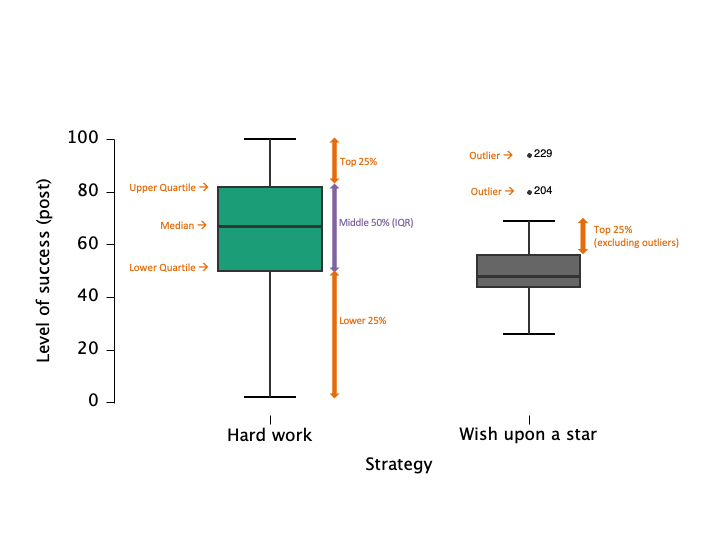 100
80
60
40
20
0
Level of success (post)
Upper Quartile →
Median →
Lower Quartile →
Top 25%
Middle 50% (IQR)
Lower 25%
Outlier →
229
Outlier →
204
Top 25%
(excluding outliers)
Hard work
Wish upon a star
Strategy